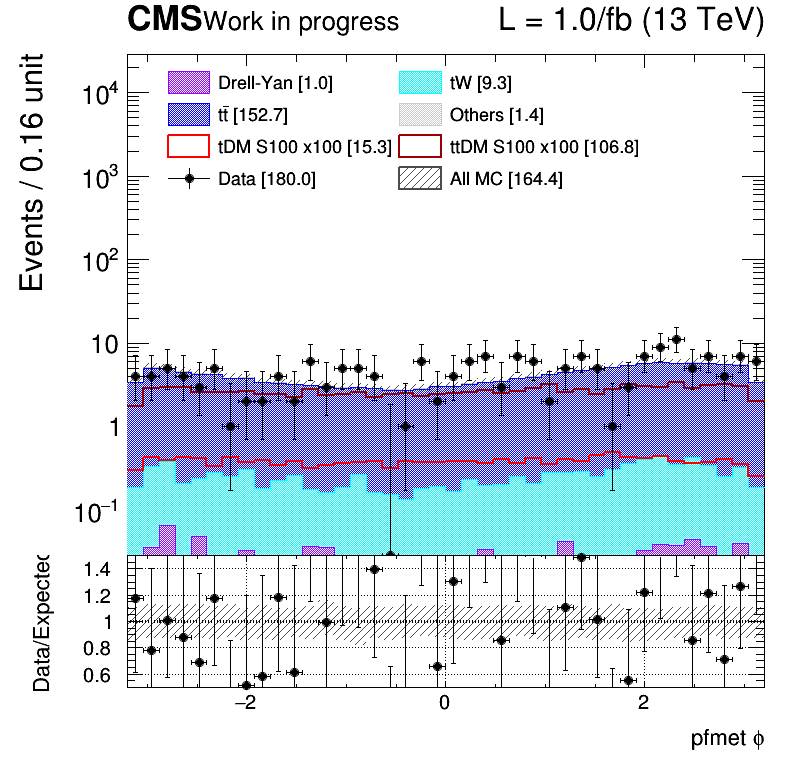 CMS Work in progress L = 1.0/fb (13 TeV)
Events / 0.16 unit
10⁴
10³
10²
10
1
10⁻¹
Drell-Yan [1.0] tW [9.3]
tt̄ [152.7] Others [1.4]
tDM S100 x100 [15.3] ttDM S100 x100 [106.8]
Data [180.0] All MC [164.4]
Data/Expected
1.4
1.2
1
0.8
0.6
−2 0 2
pfmet ϕ